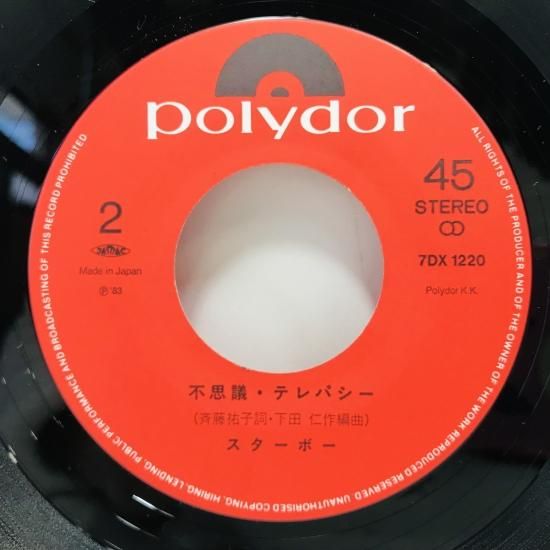 polydor
45
STEREO
2
JASRAC
7DX 1220
Made in Japan
Ⓟ '83
Polydor K.K.
不思議・テレパシー
(斉藤祐子詞・下田 仁作編曲)
スターボー
ALL RIGHTS OF THE PRODUCER AND OF THE OWNER OF THE WORK REPRODUCED RESERVED UNAUTHORISED COPYING, HIRING, LENDING, PUBLIC PERFORMANCE AND BROADCASTING OF THIS RECORD PROHIBITED